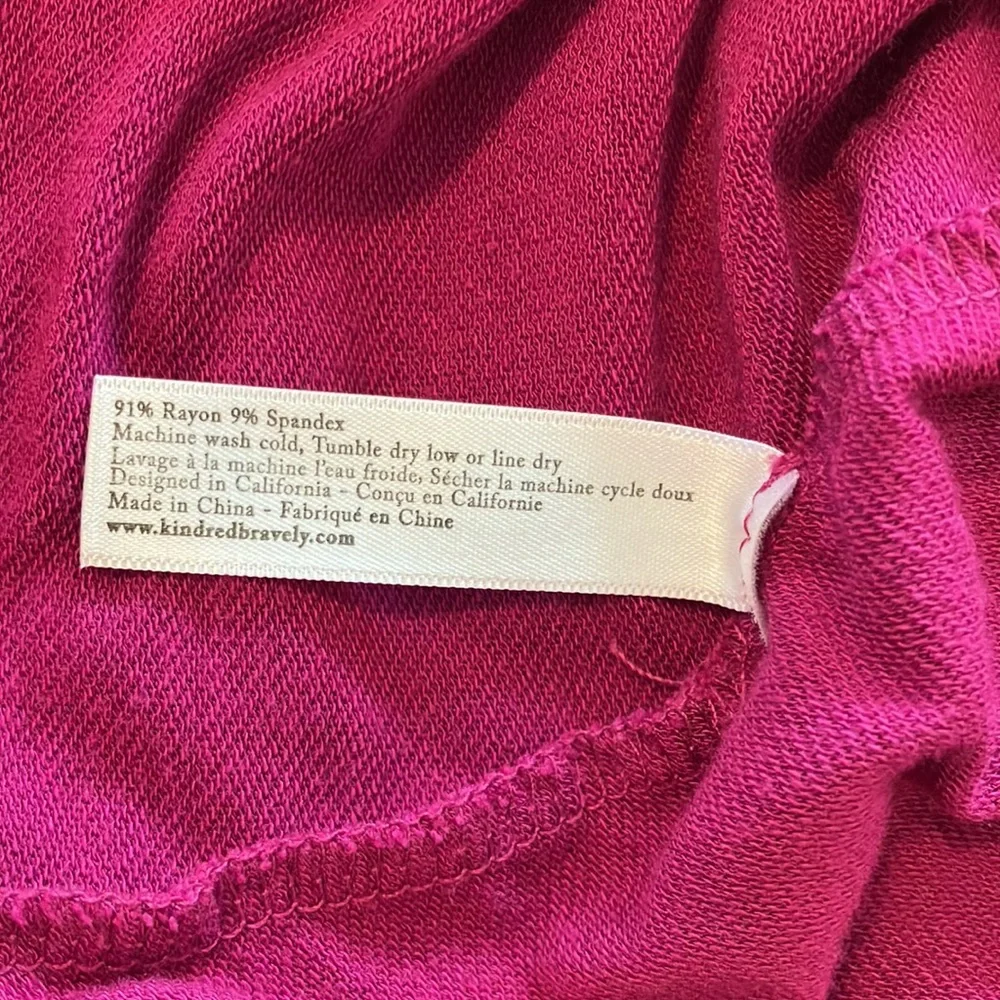 91% Rayon 9% Spandex
Machine wash cold, Tumble dry low or line dry
Lavage à la machine l'eau froide, Sécher la machine cycle doux
Designed in California - Conçu en Californie
Made in China - Fabriqué en Chine
www.kindredbravely.com